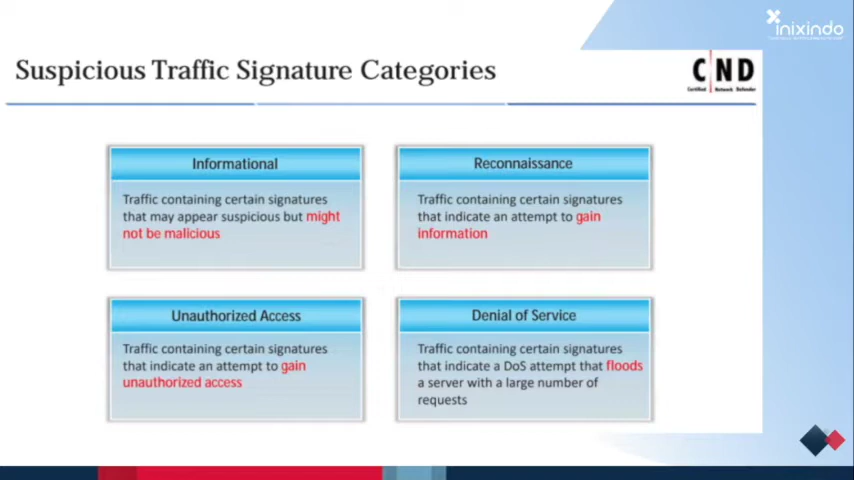 inixindo
Suspicious Traffic Signature Categories
CND
Certified Network Defender
Informational
Traffic containing certain signatures
that may appear suspicious but might
not be malicious
Reconnaissance
Traffic containing certain signatures
that indicate an attempt to gain
information
Unauthorized Access
Traffic containing certain signatures
that indicate an attempt to gain
unauthorized access
Denial of Service
Traffic containing certain signatures
that indicate a DoS attempt that floods
a server with a large number of
requests